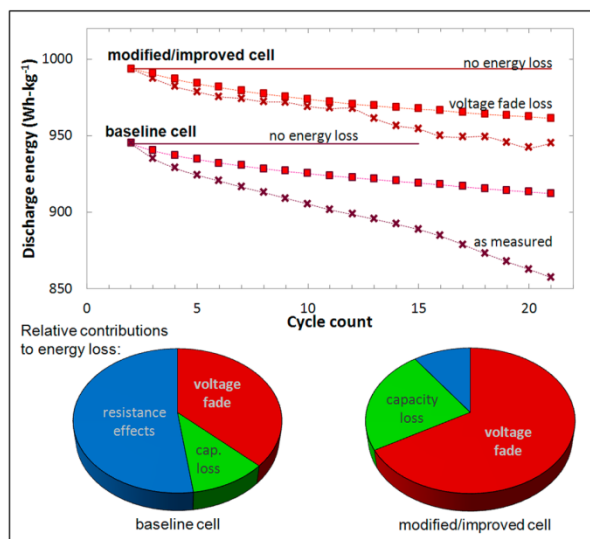 1000
modified/improved cell
no energy loss
voltage fade loss
950
baseline cell
no energy loss
900
as measured
850
Discharge energy (Wh-kg⁻¹)
0 5 10 15 20
Cycle count
Relative contributions
to energy loss:
voltage
fade
resistance
effects
cap.
loss
baseline cell
capacity
loss
voltage
fade
modified/improved cell